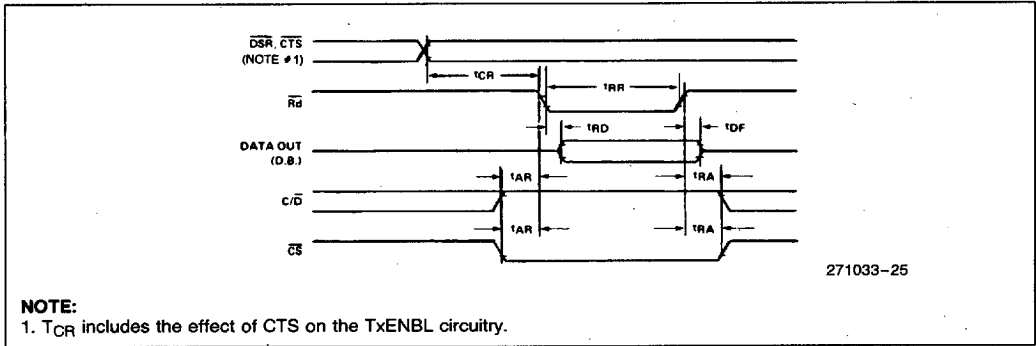 DSR, CTS
(NOTE #1)
tCR
tRR
Rd
tRD
tDF
DATA OUT
(D.B.)
tAR
tRA
C/D
tAR
tRA
CS
271033-25
NOTE:
1. TCR includes the effect of CTS on the TxENBL circuitry.